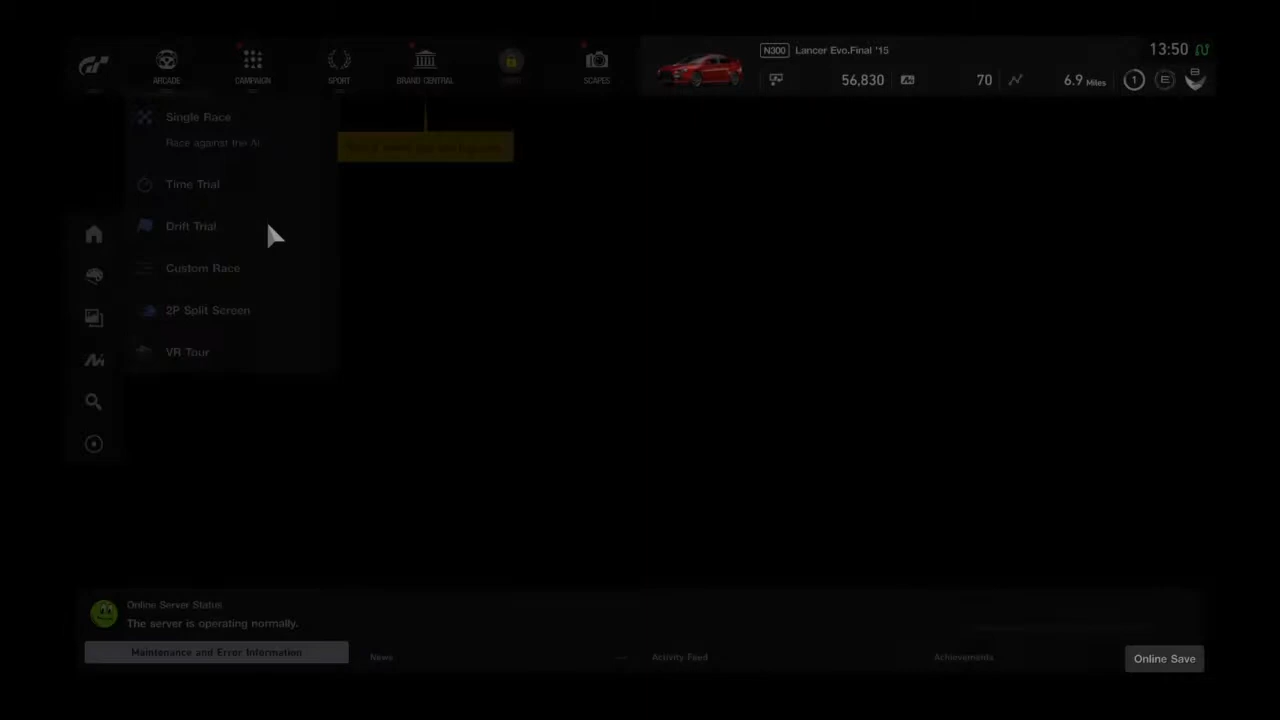 N300 Lancer Evo.Final '15
13:50
ARCADE CAMPAIGN SPORT BRAND CENTRAL SCAPES
56,830 70 6.9 Miles 1 E B
Single Race
Race against the AI
Time Trial
Drift Trial
Custom Race
2P Split Screen
VR Tour
Online Server Status
The server is operating normally.
Maintenance and Error Information
News
Activity Feed
Achievements
Online Save